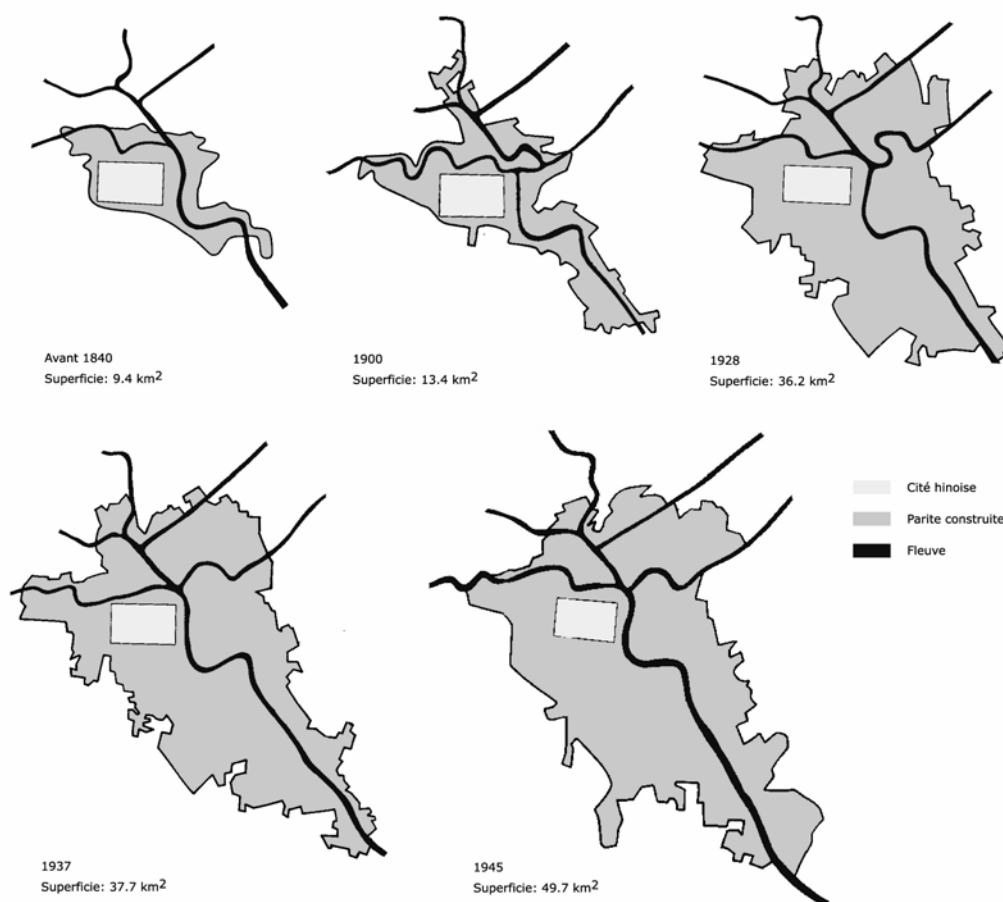 Avant 1840
Superficie: 9.4 km²
1900
Superficie: 13.4 km²
1928
Superficie: 36.2 km²
Cité hinoise
Parite construite
Fleuve
1937
Superficie: 37.7 km²
1945
Superficie: 49.7 km²